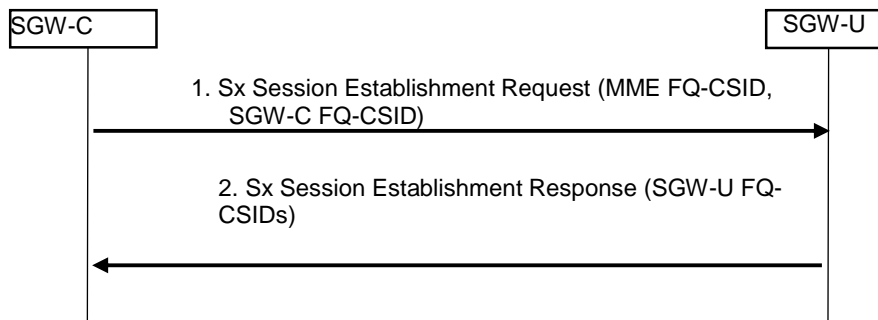 SGW-C
SGW-U
1. Sx Session Establishment Request (MME FQ-CSID,
SGW-C FQ-CSID)
2. Sx Session Establishment Response (SGW-U FQ-
CSIDs)